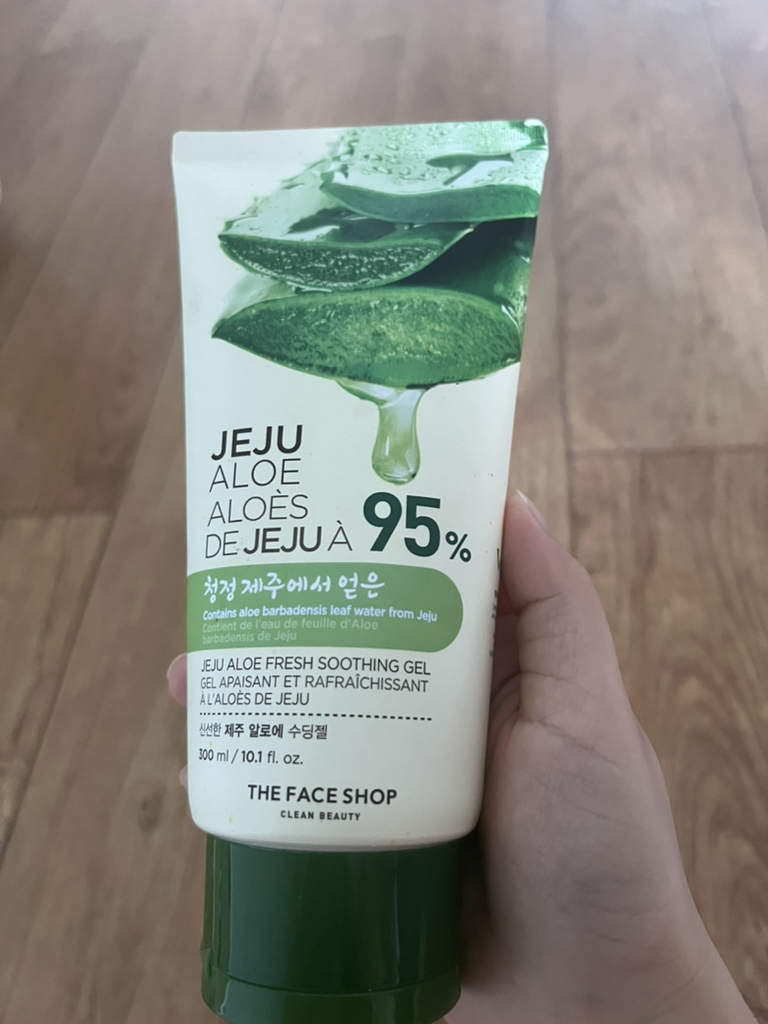 JEJU
ALOE
ALOÈS
DE JEJU À 95%
청정 제주에서 얻은
Contains aloe barbadensis leaf water from Jeju
Contient de l'eau de feuille d'Aloe
barbadensis de Jeju
JEJU ALOE FRESH SOOTHING GEL
GEL APAISANT ET RAFRAÎCHISSANT
À L'ALOÈS DE JEJU
신선한 제주 알로에 수딩젤
300 ml / 10.1 fl. oz.
THE FACE SHOP
CLEAN BEAUTY